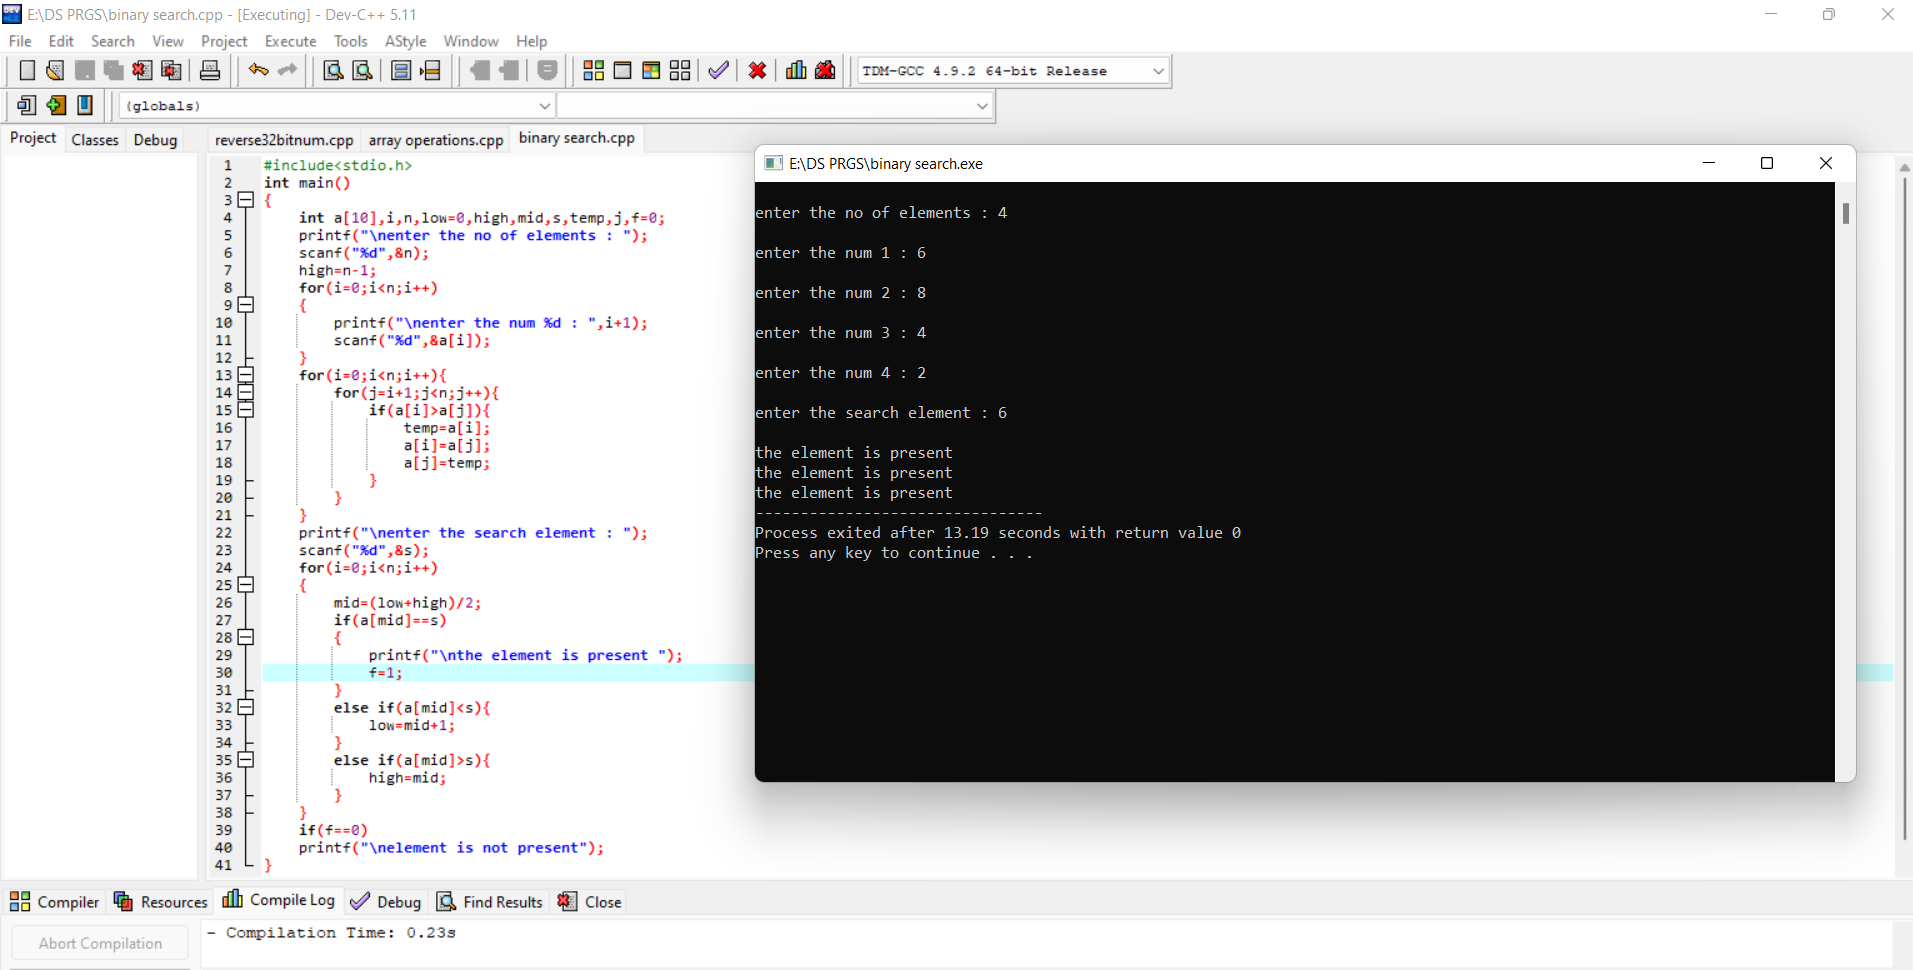 E:\DS PRGS\binary search.cpp - [Executing] - Dev-C++ 5.11
File Edit Search View Project Execute Tools AStyle Window Help
TDM-GCC 4.9.2 64-bit Release
(globals)
Project Classes Debug
reverse32bitnum.cpp array operations.cpp binary search.cpp
1 #include<stdio.h>
2 int main()
3 {
4 int a[10],i,n,low=0,high,mid,s,temp,j,f=0;
5 printf("\nenter the no of elements : ");
6 scanf("%d",&n);
7 high=n-1;
8 for(i=0;i<n;i++)
9 {
10 printf("\nenter the num %d : ",i+1);
11 scanf("%d",&a[i]);
12 }
13 for(i=0;i<n;i++){
14 for(j=i+1;j<n;j++){
15 if(a[i]>a[j]){
16 temp=a[i];
17 a[i]=a[j];
18 a[j]=temp;
19 }
20 }
21 }
22 printf("\nenter the search element : ");
23 scanf("%d",&s);
24 for(i=0;i<n;i++)
25 {
26 mid=(low+high)/2;
27 if(a[mid]==s)
28 {
29 printf("\nthe element is present ");
30 f=1;
31 }
32 else if(a[mid]<s){
33 low=mid+1;
34 }
35 else if(a[mid]>s){
36 high=mid;
37 }
38 }
39 if(f==0)
40 printf("\nelement is not present");
41 }
E:\DS PRGS\binary search.exe
enter the no of elements : 4
enter the num 1 : 6
enter the num 2 : 8
enter the num 3 : 4
enter the num 4 : 2
enter the search element : 6
the element is present
the element is present
the element is present
--------------------------------
Process exited after 13.19 seconds with return value 0
Press any key to continue . . .
Compiler Resources Compile Log Debug Find Results Close
Abort Compilation
- Compilation Time: 0.23s